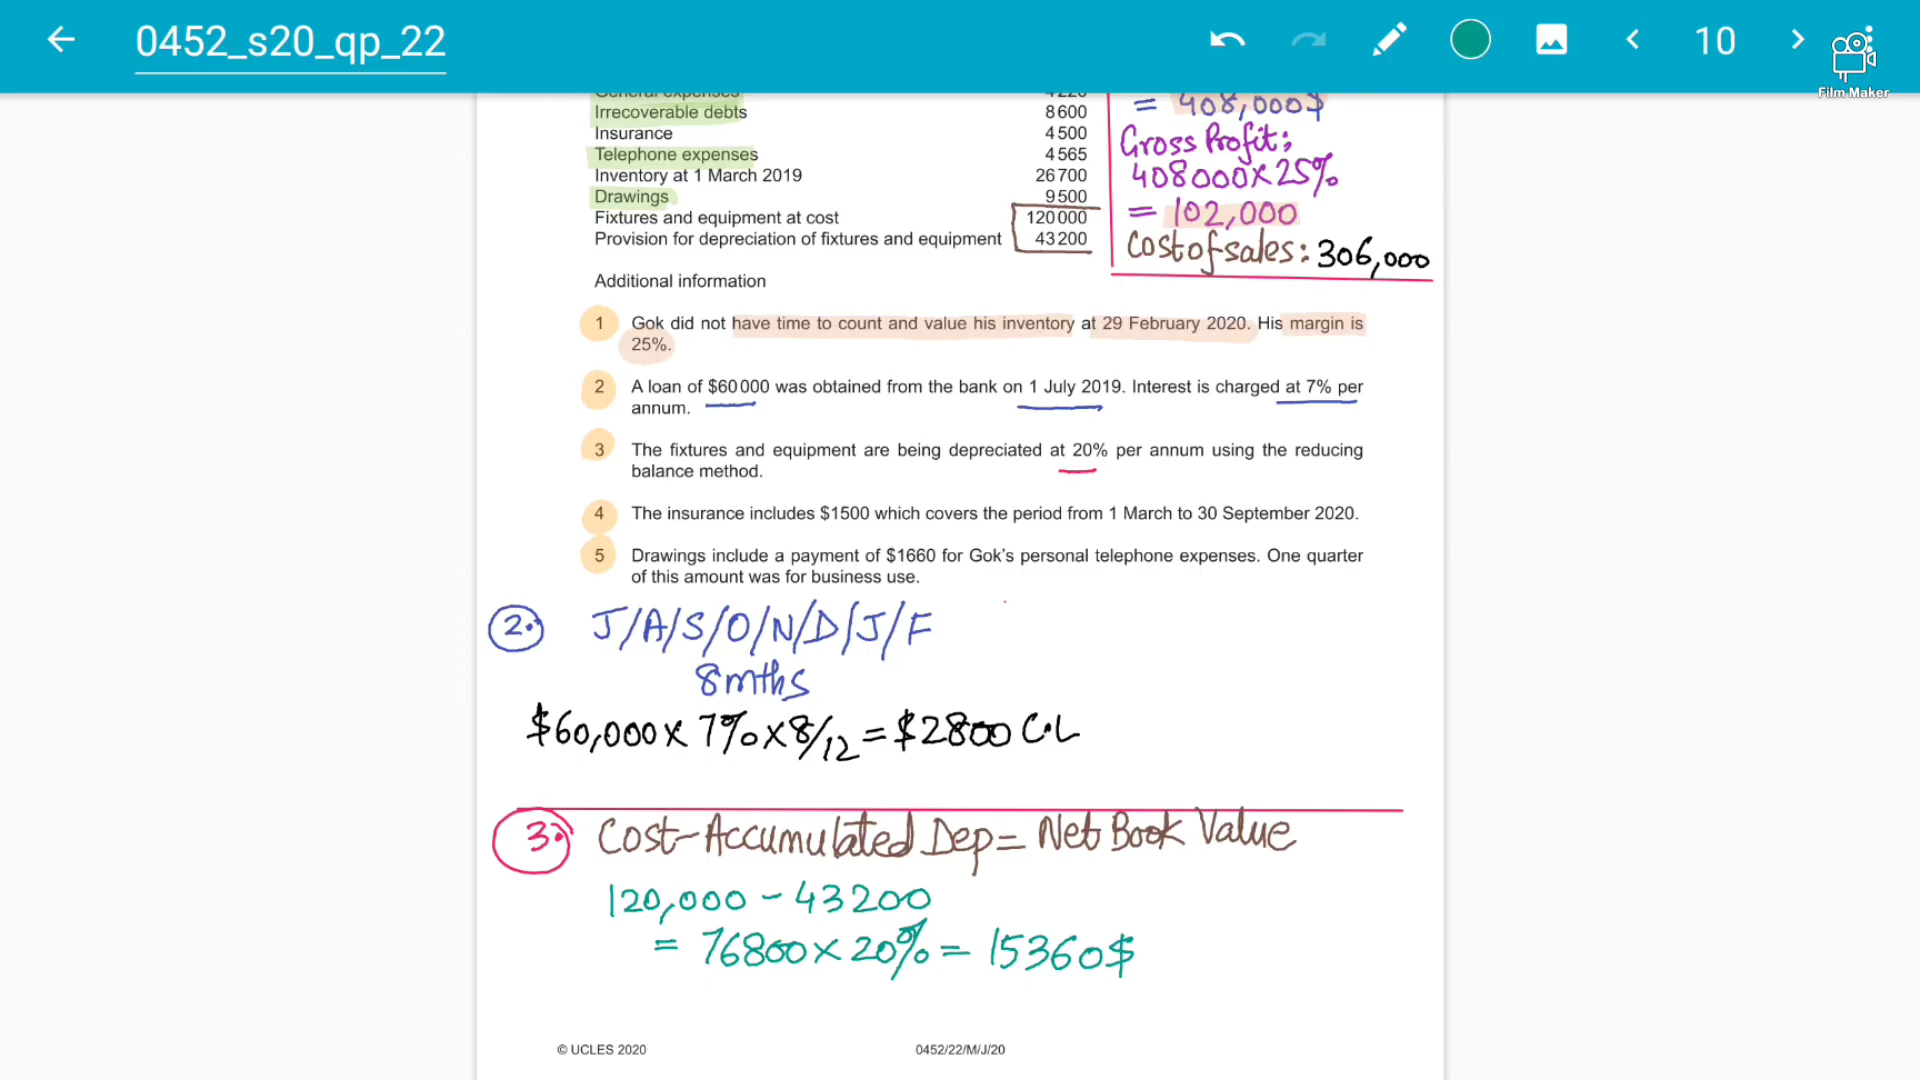 0452_s20_qp_22
10
Film Maker
General expenses 4220
Irrecoverable debts 8600
Insurance 4500
Telephone expenses 4565
Inventory at 1 March 2019 26700
Drawings 9500
Fixtures and equipment at cost 120000
Provision for depreciation of fixtures and equipment 43200
= 408,000$
Gross Profit:
408000x25%
= 102,000
Cost of sales: 306,000
Additional information
1 Gok did not have time to count and value his inventory at 29 February 2020. His margin is
25%.
2 A loan of $60000 was obtained from the bank on 1 July 2019. Interest is charged at 7% per
annum.
3 The fixtures and equipment are being depreciated at 20% per annum using the reducing
balance method.
4 The insurance includes $1500 which covers the period from 1 March to 30 September 2020.
5 Drawings include a payment of $1660 for Gok's personal telephone expenses. One quarter
of this amount was for business use.
2. J/A/S/O/N/D/J/F
8mths
$60,000x 7%x8/12=$2800 C.L
3. Cost-Accumulated Dep= Net Book Value
120,000 - 43200
= 76800x20% = 15360$
© UCLES 2020
0452/22/M/J/20